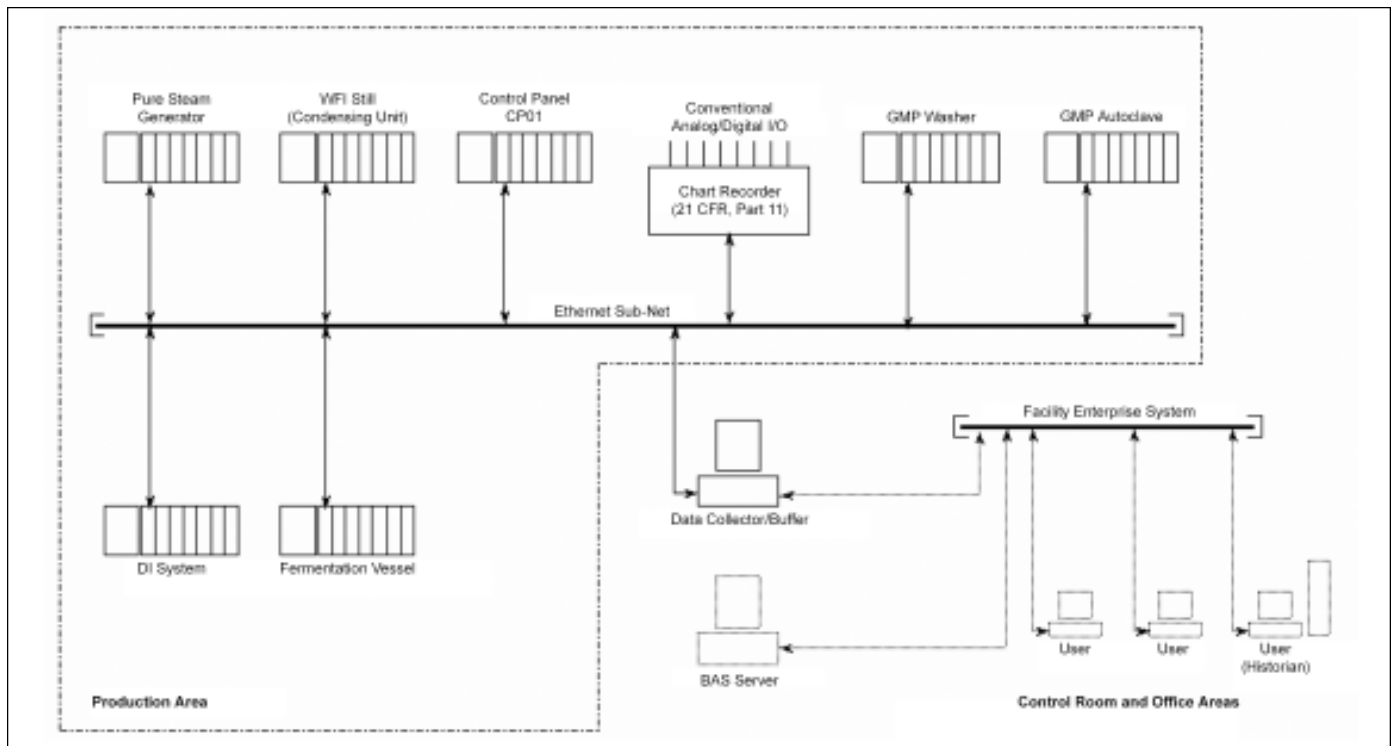 Pure Steam
Generator
WFI Still
(Condensing Unit)
Control Panel
CP01
Conventional
Analog/Digital I/O
GMP Washer
GMP Autoclave
Chart Recorder
(21 CFR, Part 11)
Ethernet Sub-Net
Facility Enterprise System
Data Collector/Buffer
DI System
Fermentation Vessel
User
User
User
(Historian)
BAS Server
Production Area
Control Room and Office Areas